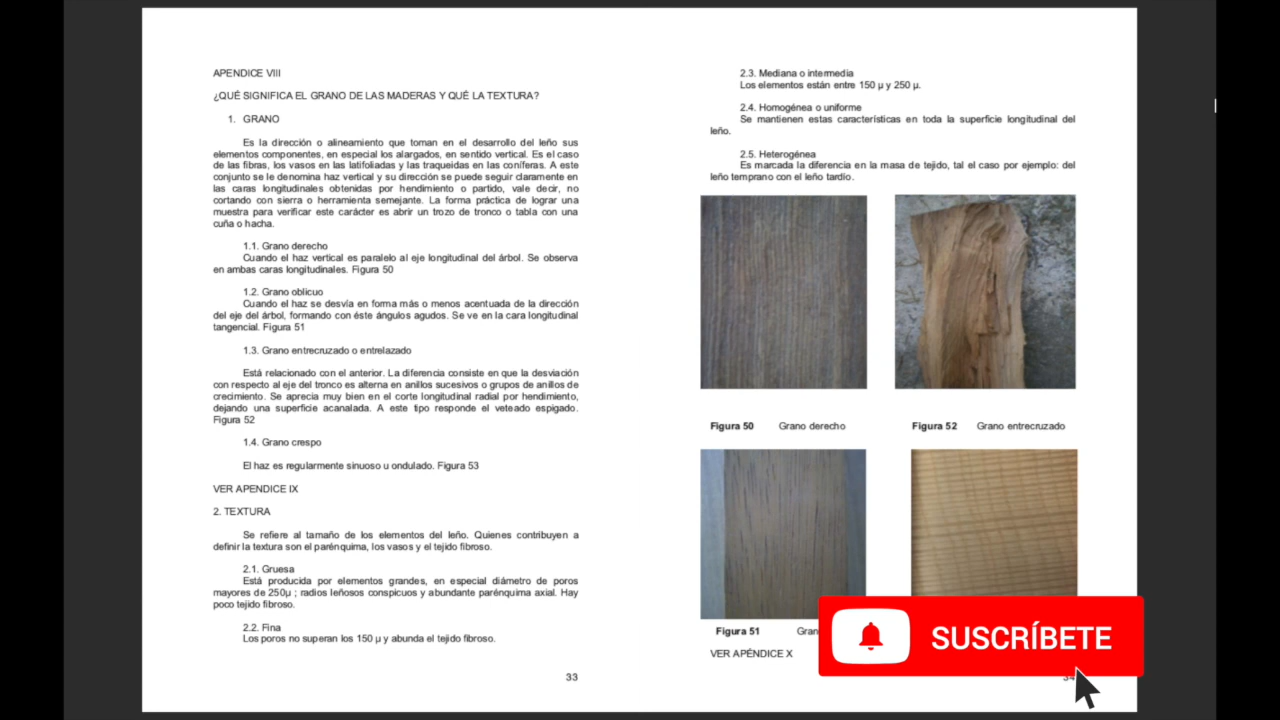 APENDICE VIII
¿QUÉ SIGNIFICA EL GRANO DE LAS MADERAS Y QUÉ LA TEXTURA?
1. GRANO
Es la dirección o alineamiento que toman en el desarrollo del leño sus
elementos componentes, en especial los alargados, en sentido vertical. Es el caso
de las fibras, los vasos en las latifoliadas y las traqueidas en las coníferas. A este
conjunto se le denomina haz vertical y su dirección se puede seguir claramente en
las caras longitudinales obtenidas por hendimiento o partido, vale decir, no
cortando con sierra o herramienta semejante. La forma práctica de lograr una
muestra para verificar este carácter es abrir un trozo de tronco o tabla con una
cuña o hacha.
1.1. Grano derecho
Cuando el haz vertical es paralelo al eje longitudinal del árbol. Se observa
en ambas caras longitudinales. Figura 50
1.2. Grano oblicuo
Cuando el haz se desvía en forma más o menos acentuada de la dirección
del eje del árbol, formando con éste ángulos agudos. Se ve en la cara longitudinal
tangencial. Figura 51
1.3. Grano entrecruzado o entrelazado
Está relacionado con el anterior. La diferencia consiste en que la desviación
con respecto al eje del tronco es alterna en anillos sucesivos o grupos de anillos de
crecimiento. Se aprecia muy bien en el corte longitudinal radial por hendimiento,
dejando una superficie acanalada. A este tipo responde el veteado espigado.
Figura 52
1.4. Grano crespo
El haz es regularmente sinuoso u ondulado. Figura 53
VER APENDICE IX
2. TEXTURA
Se refiere al tamaño de los elementos del leño. Quienes contribuyen a
definir la textura son el parénquima, los vasos y el tejido fibroso.
2.1. Gruesa
Está producida por elementos grandes, en especial diámetro de poros
mayores de 250µ ; radios leñosos conspicuos y abundante parénquima axial. Hay
poco tejido fibroso.
2.2. Fina
Los poros no superan los 150 µ y abunda el tejido fibroso.
33
2.3. Mediana o intermedia
Los elementos están entre 150 µ y 250 µ.
2.4. Homogénea o uniforme
Se mantienen estas características en toda la superficie longitudinal del
leño.
2.5. Heterogénea
Es marcada la diferencia en la masa de tejido, tal el caso por ejemplo: del
leño temprano con el leño tardío.
Figura 50 Grano derecho
Figura 52 Grano entrecruzado
Figura 51
VER APÉNDICE X
SUSCRÍBETE